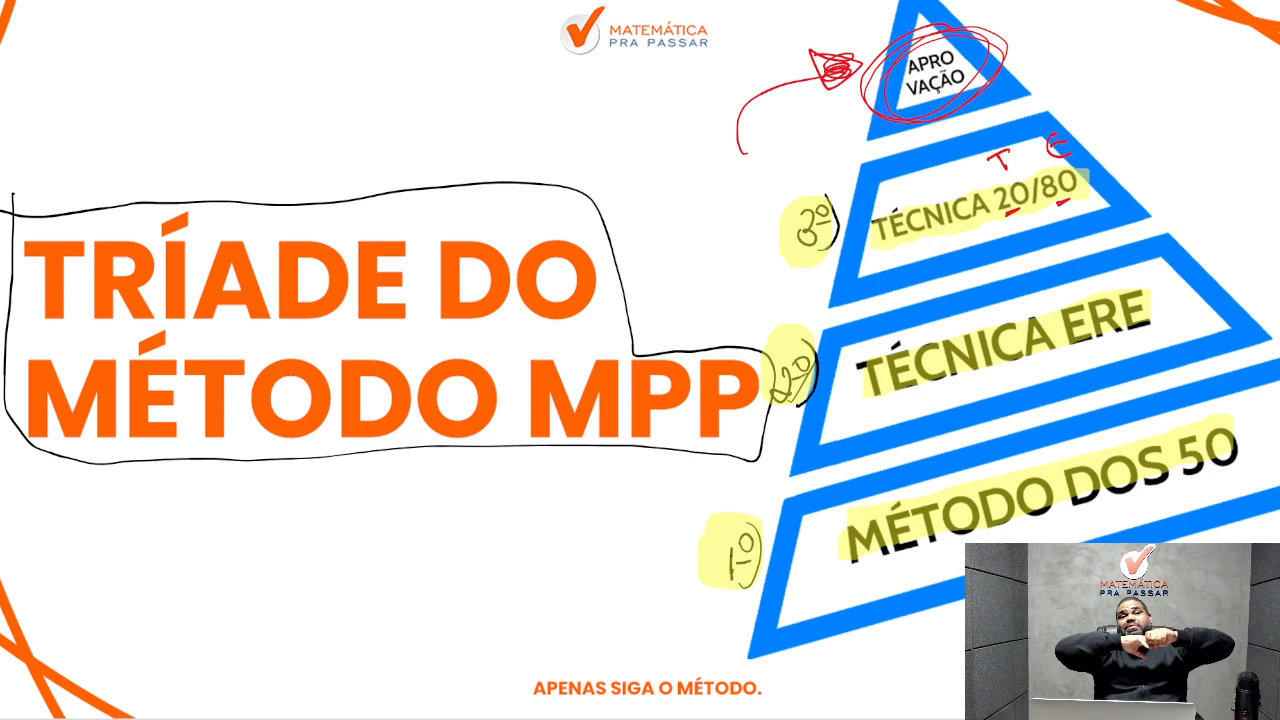 MATEMÁTICA
PRA PASSAR
APRO
VAÇÃO
T E
3º)
TÉCNICA 20/80
TRÍADE DO
MÉTODO MPP
2º)
TÉCNICA ERE
1º)
MÉTODO DOS 50
MATEMÁTICA
PRA PASSAR
APENAS SIGA O MÉTODO.